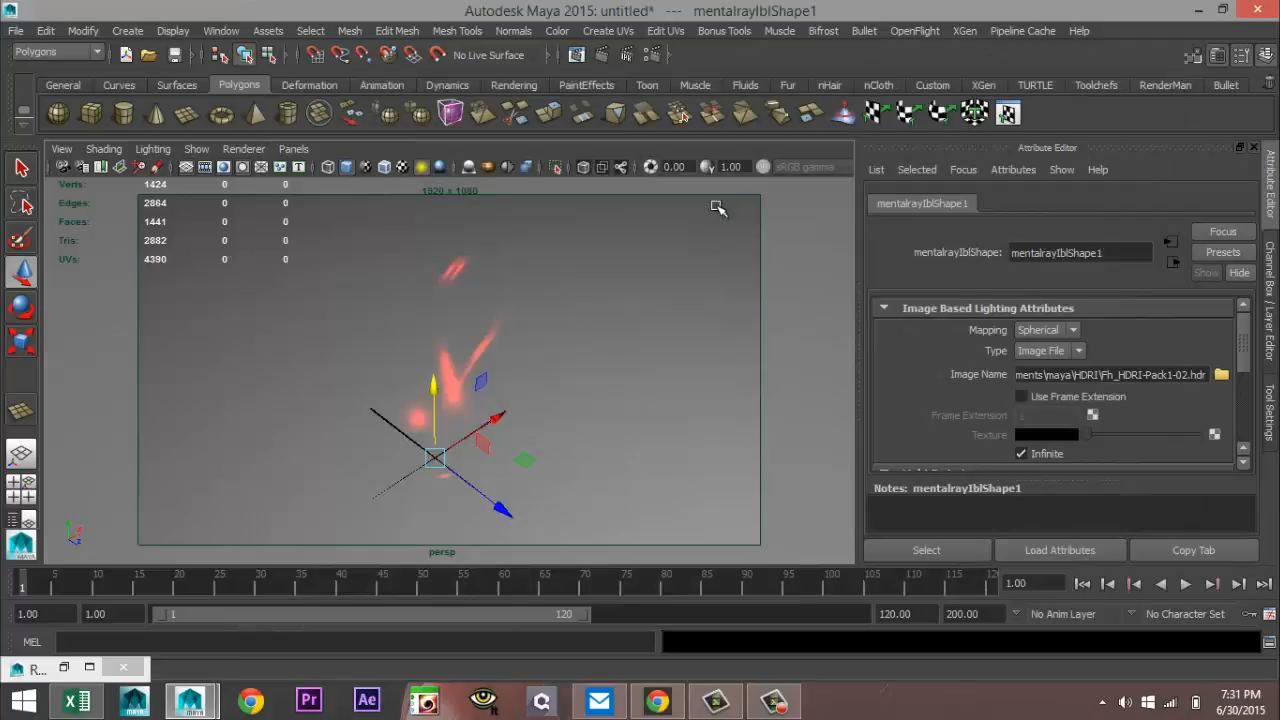 Autodesk Maya 2015: untitled* --- mentalrayIblShape1
File Edit Modify Create Display Window Assets Select Mesh Edit Mesh Mesh Tools Normals Color Create UVs Edit UVs Bonus Tools Muscle Bifrost Bullet OpenFlight XGen Pipeline Cache Help
Polygons No Live Surface
General Curves Surfaces Polygons Deformation Animation Dynamics Rendering PaintEffects Toon Muscle Fluids Fur nHair nCloth Custom XGen TURTLE Toolchefs RenderMan Bullet
View Shading Lighting Show Renderer Panels
Attribute Editor
0.00 1.00 sRGB gamma
List Selected Focus Attributes Show Help
Verts: 1424 0 0
Edges: 2864 0 0
Faces: 1441 0 0
Tris: 2882 0 0
UVs: 4390 0 0
1920 x 1080
persp
mentalrayIblShape1
Focus
mentalrayIblShape: mentalrayIblShape1
Presets
Show Hide
Image Based Lighting Attributes
Mapping Spherical
Type Image File
Image Name ments\maya\HDRI\Fh_HDRI-Pack1-02.hdr
Use Frame Extension
Frame Extension 1
Texture
Infinite
Notes: mentalrayIblShape1
Select Load Attributes Copy Tab
Attribute Editor
Channel Box / Layer Editor
Tool Settings
1 5 10 15 20 25 30 35 40 45 50 55 60 65 70 75 80 85 90 95 100 105 110 115 120
1.00
1.00 1.00 1 120 120.00 200.00 No Anim Layer No Character Set
MEL
R...
7:31 PM
6/30/2015